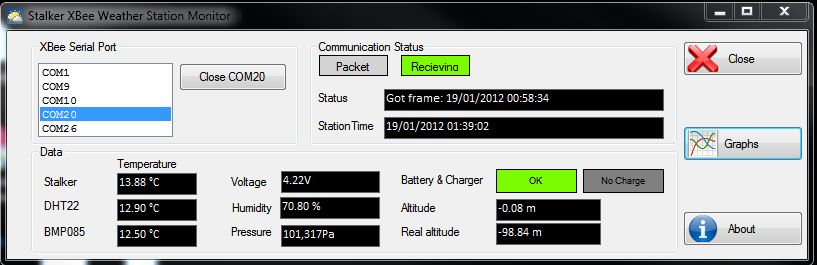 Stalker XBee Weather Station Monitor
XBee Serial Port
COM1
COM9
COM10
COM20
COM26
Close COM20
Communication Status
Packet
Recieving
Status
Got frame: 19/01/2012 00:58:34
StationTime
19/01/2012 01:39:02
Close
Graphs
About
Data
Temperature
Stalker 13.88 °C
DHT22 12.90 °C
BMP085 12.50 °C
Voltage 4.22V
Humidity 70.80 %
Pressure 101,317Pa
Battery & Charger OK No Charge
Altitude -0.08 m
Real altitude -98.84 m